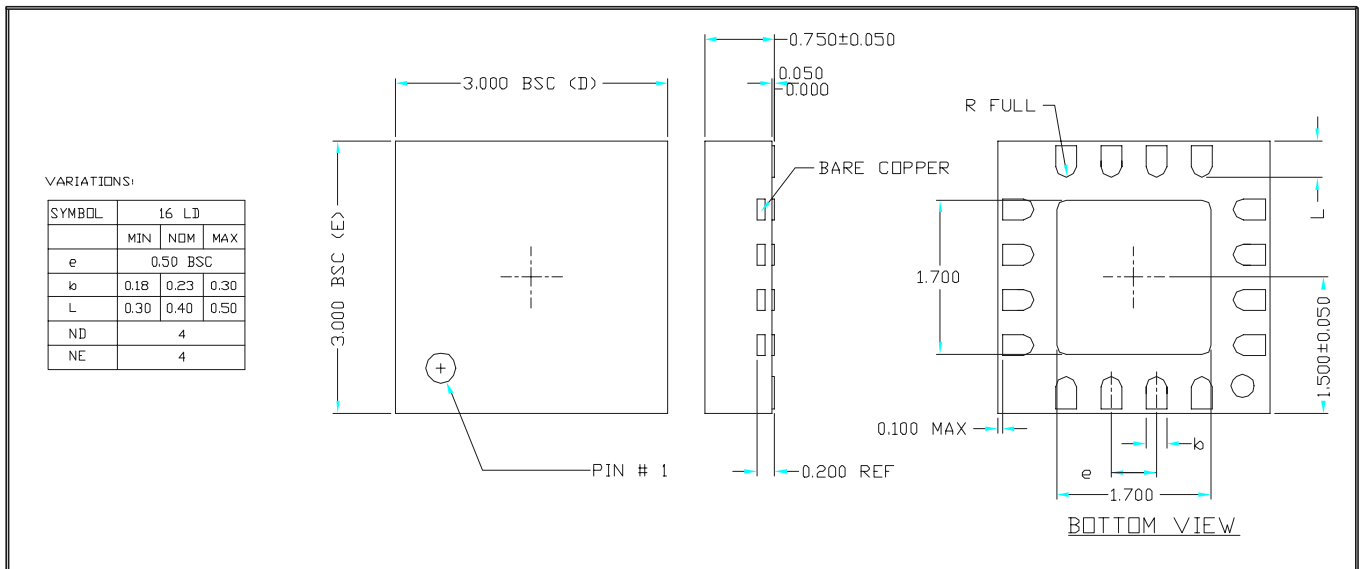 0.750±0.050
3.000 BSC (D)
0.050
0.000
R FULL
BARE COPPER
VARIATIONS:
SYMBOL 16 LD
MIN NOM MAX
e 0.50 BSC
b 0.18 0.23 0.30
L 0.30 0.40 0.50
ND 4
NE 4
3.000 BSC (E)
L
1.700
1.500±0.050
0.100 MAX
b
PIN # 1
0.200 REF
e
1.700
BOTTOM VIEW